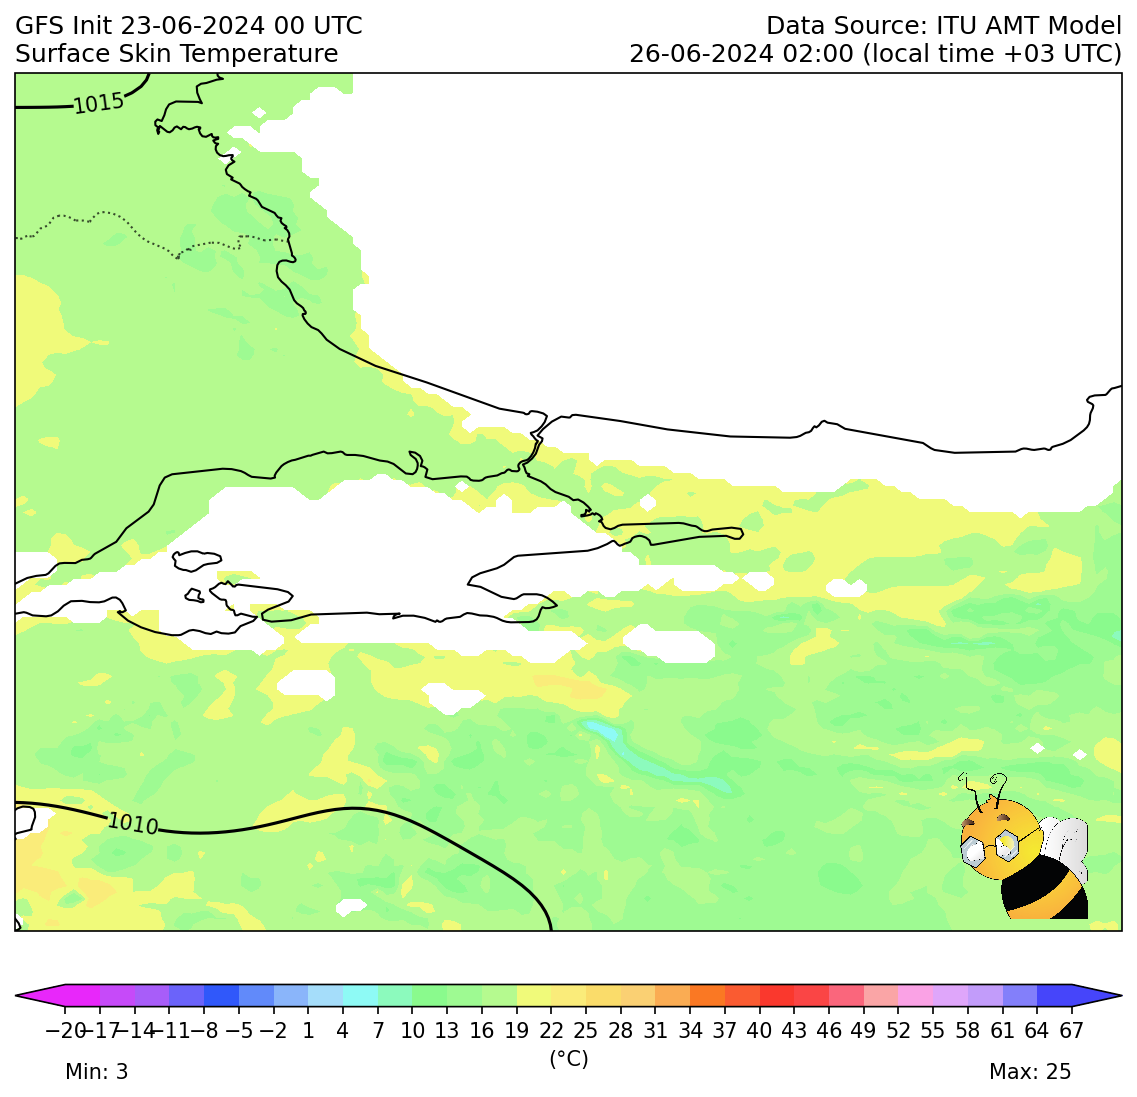 GFS Init 23-06-2024 00 UTC
Data Source: ITU AMT Model
Surface Skin Temperature
26-06-2024 02:00 (local time +03 UTC)
1015
1010
−20 −17 −14 −11 −8 −5 −2 1 4 7 10 13 16 19 22 25 28 31 34 37 40 43 46 49 52 55 58 61 64 67
(°C)
Min: 3
Max: 25